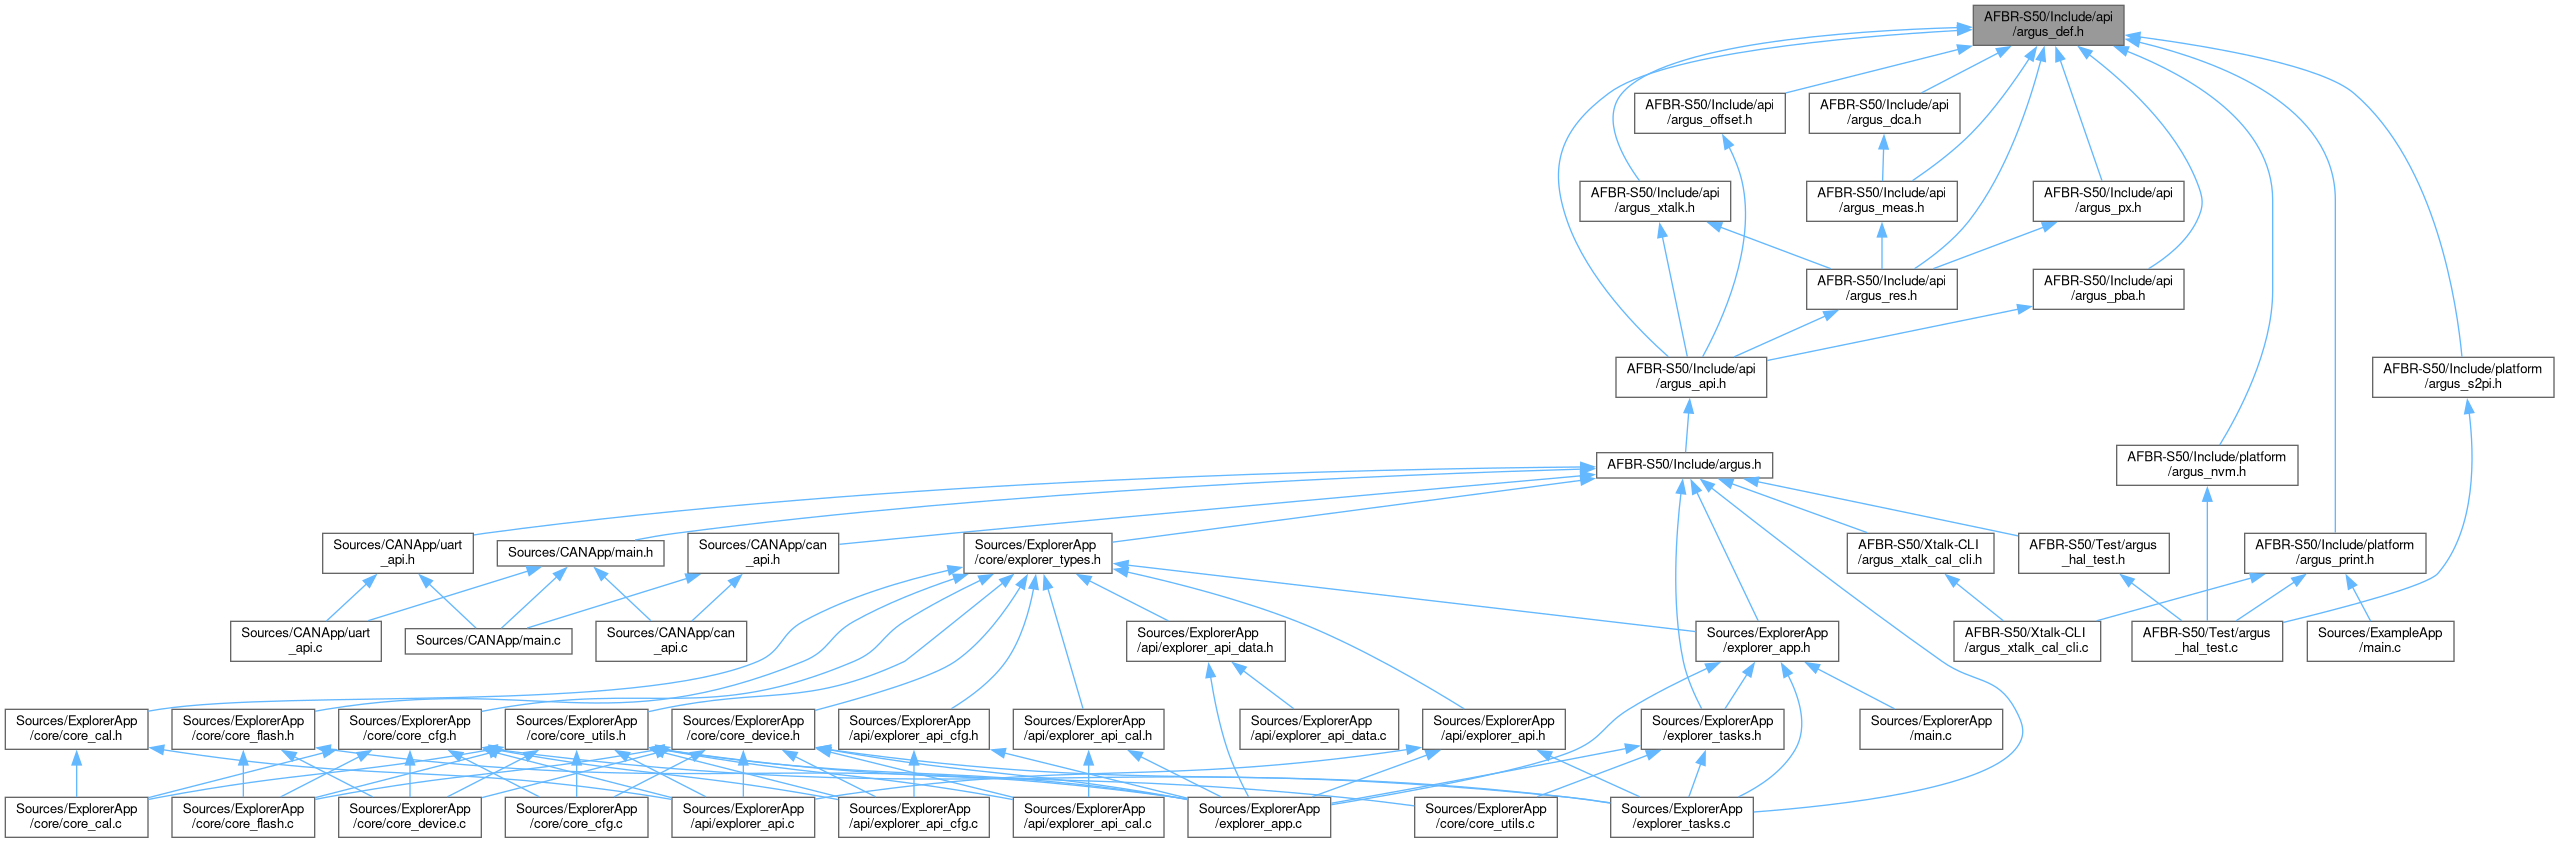 AFBR-S50/Include/api
/argus_def.h
AFBR-S50/Include/api
/argus_offset.h
AFBR-S50/Include/api
/argus_dca.h
AFBR-S50/Include/api
/argus_xtalk.h
AFBR-S50/Include/api
/argus_meas.h
AFBR-S50/Include/api
/argus_px.h
AFBR-S50/Include/api
/argus_res.h
AFBR-S50/Include/api
/argus_pba.h
AFBR-S50/Include/api
/argus_api.h
AFBR-S50/Include/platform
/argus_s2pi.h
AFBR-S50/Include/argus.h
AFBR-S50/Include/platform
/argus_nvm.h
Sources/CANApp/uart
_api.h
Sources/CANApp/main.h
Sources/CANApp/can
_api.h
Sources/ExplorerApp
/core/explorer_types.h
AFBR-S50/Xtalk-CLI
/argus_xtalk_cal_cli.h
AFBR-S50/Test/argus
_hal_test.h
AFBR-S50/Include/platform
/argus_print.h
Sources/CANApp/uart
_api.c
Sources/CANApp/main.c
Sources/CANApp/can
_api.c
Sources/ExplorerApp
/api/explorer_api_data.h
Sources/ExplorerApp
/explorer_app.h
AFBR-S50/Xtalk-CLI
/argus_xtalk_cal_cli.c
AFBR-S50/Test/argus
_hal_test.c
Sources/ExampleApp
/main.c
Sources/ExplorerApp
/core/core_cal.h
Sources/ExplorerApp
/core/core_flash.h
Sources/ExplorerApp
/core/core_cfg.h
Sources/ExplorerApp
/core/core_utils.h
Sources/ExplorerApp
/core/core_device.h
Sources/ExplorerApp
/api/explorer_api_cfg.h
Sources/ExplorerApp
/api/explorer_api_cal.h
Sources/ExplorerApp
/api/explorer_api_data.c
Sources/ExplorerApp
/api/explorer_api.h
Sources/ExplorerApp
/explorer_tasks.h
Sources/ExplorerApp
/main.c
Sources/ExplorerApp
/core/core_cal.c
Sources/ExplorerApp
/core/core_flash.c
Sources/ExplorerApp
/core/core_device.c
Sources/ExplorerApp
/core/core_cfg.c
Sources/ExplorerApp
/api/explorer_api.c
Sources/ExplorerApp
/api/explorer_api_cfg.c
Sources/ExplorerApp
/api/explorer_api_cal.c
Sources/ExplorerApp
/explorer_app.c
Sources/ExplorerApp
/core/core_utils.c
Sources/ExplorerApp
/explorer_tasks.c